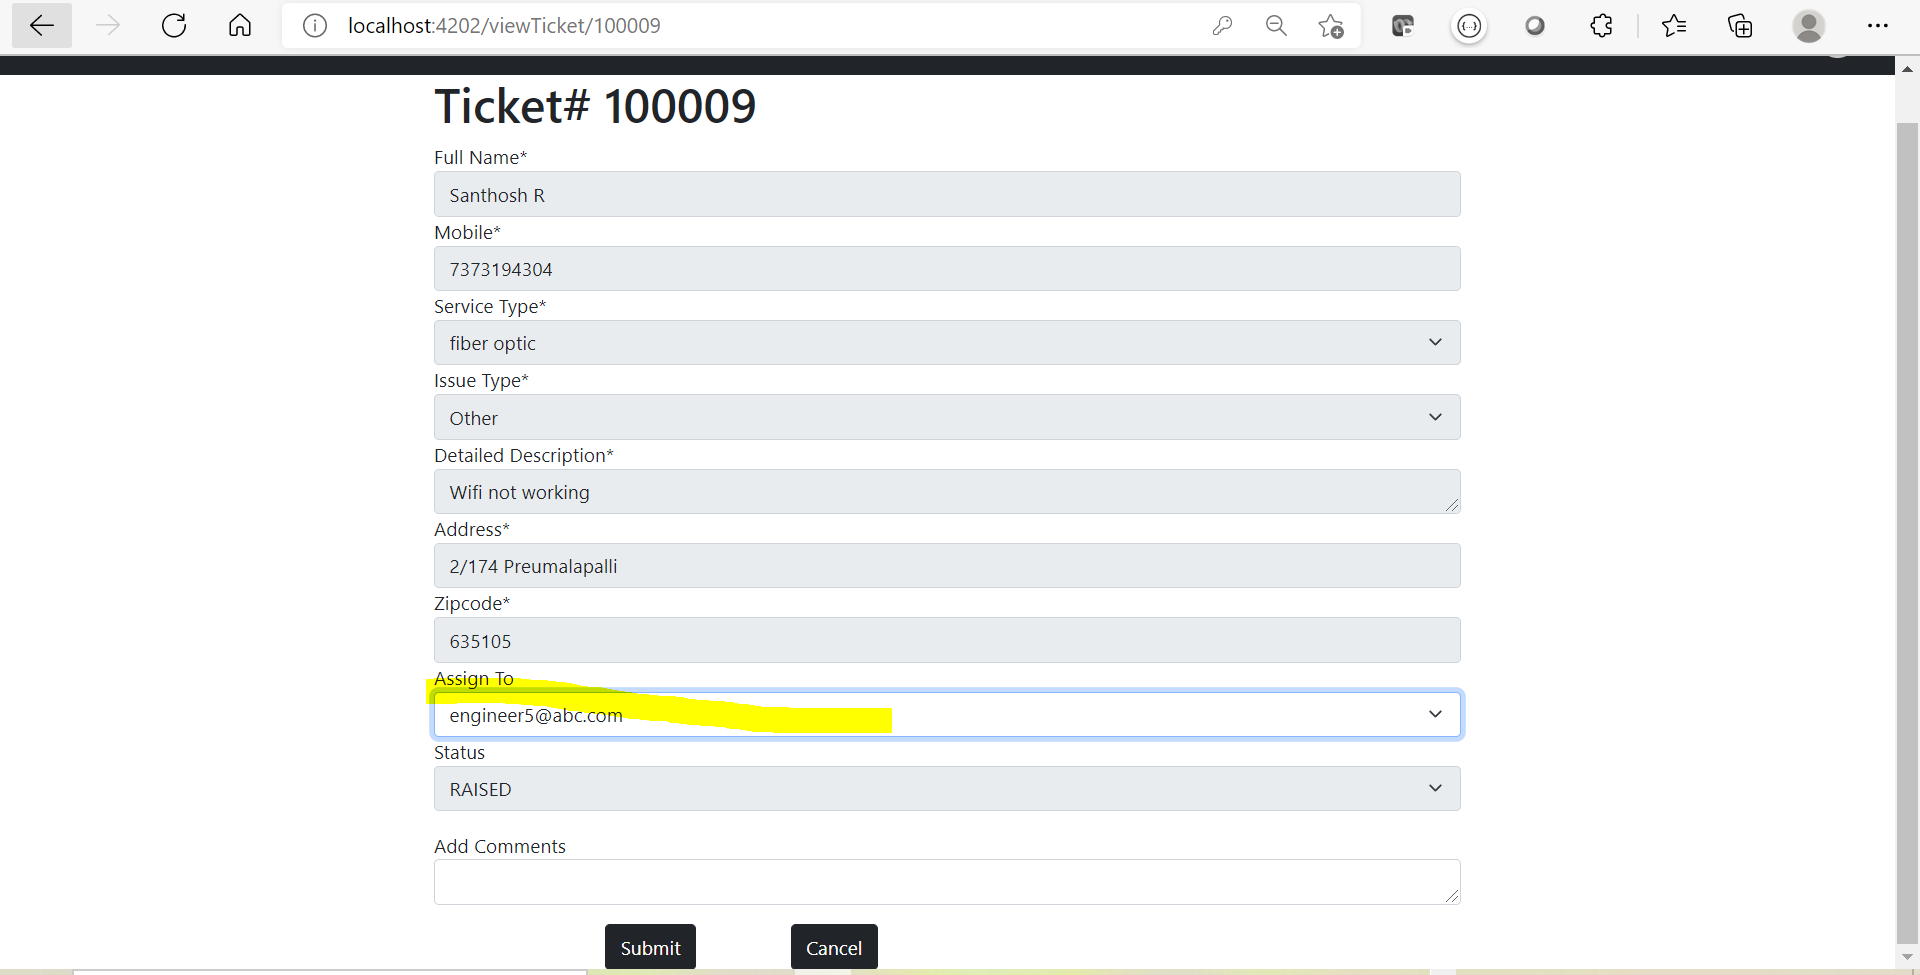 localhost:4202/viewTicket/100009
Ticket# 100009
Full Name*
Santhosh R
Mobile*
7373194304
Service Type*
fiber optic
Issue Type*
Other
Detailed Description*
Wifi not working
Address*
2/174 Preumalapalli
Zipcode*
635105
Assign To
engineer5@abc.com
Status
RAISED
Add Comments
Submit Cancel